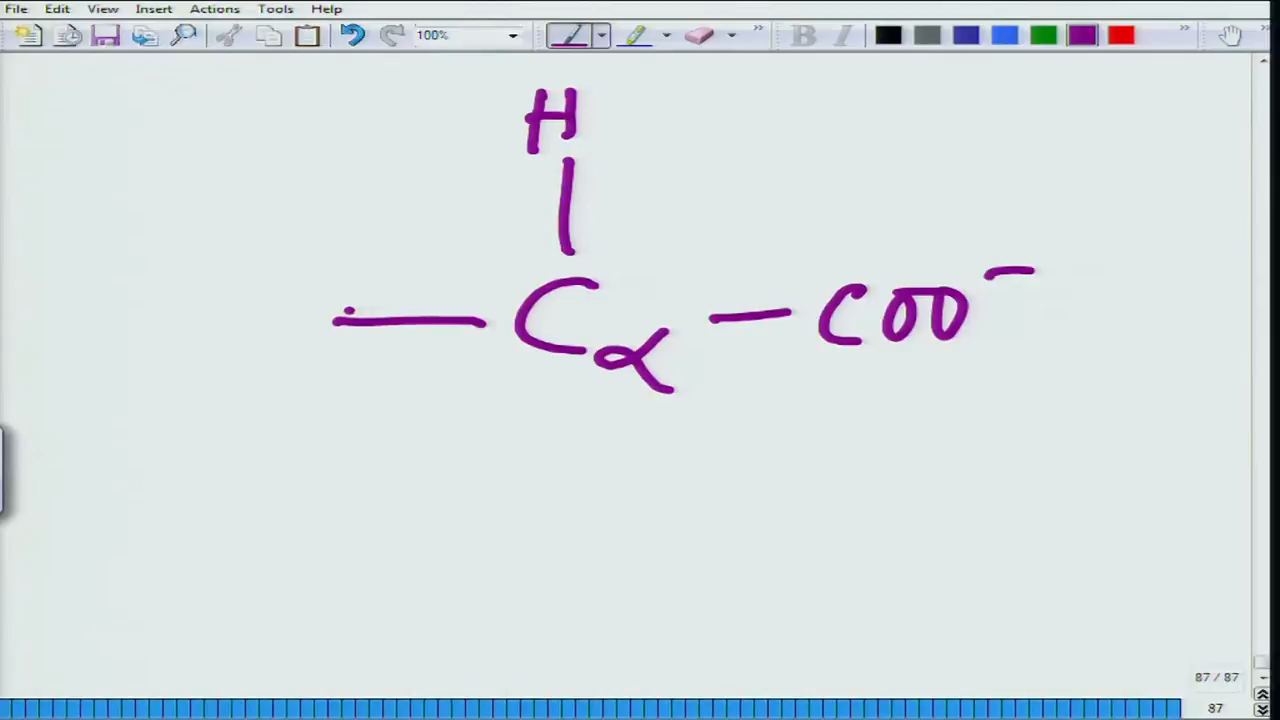 File Edit View Insert Actions Tools Help
100% B I
H
— Cα — COO⁻
87 / 87
87